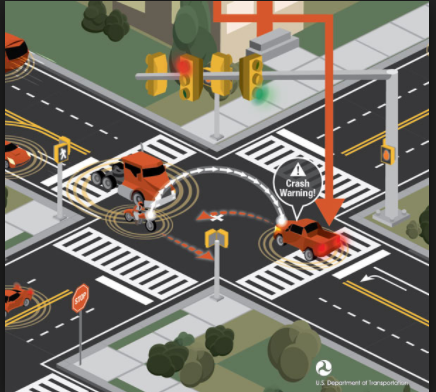 Crash
Warning!
STOP
U.S. Department of Transportation